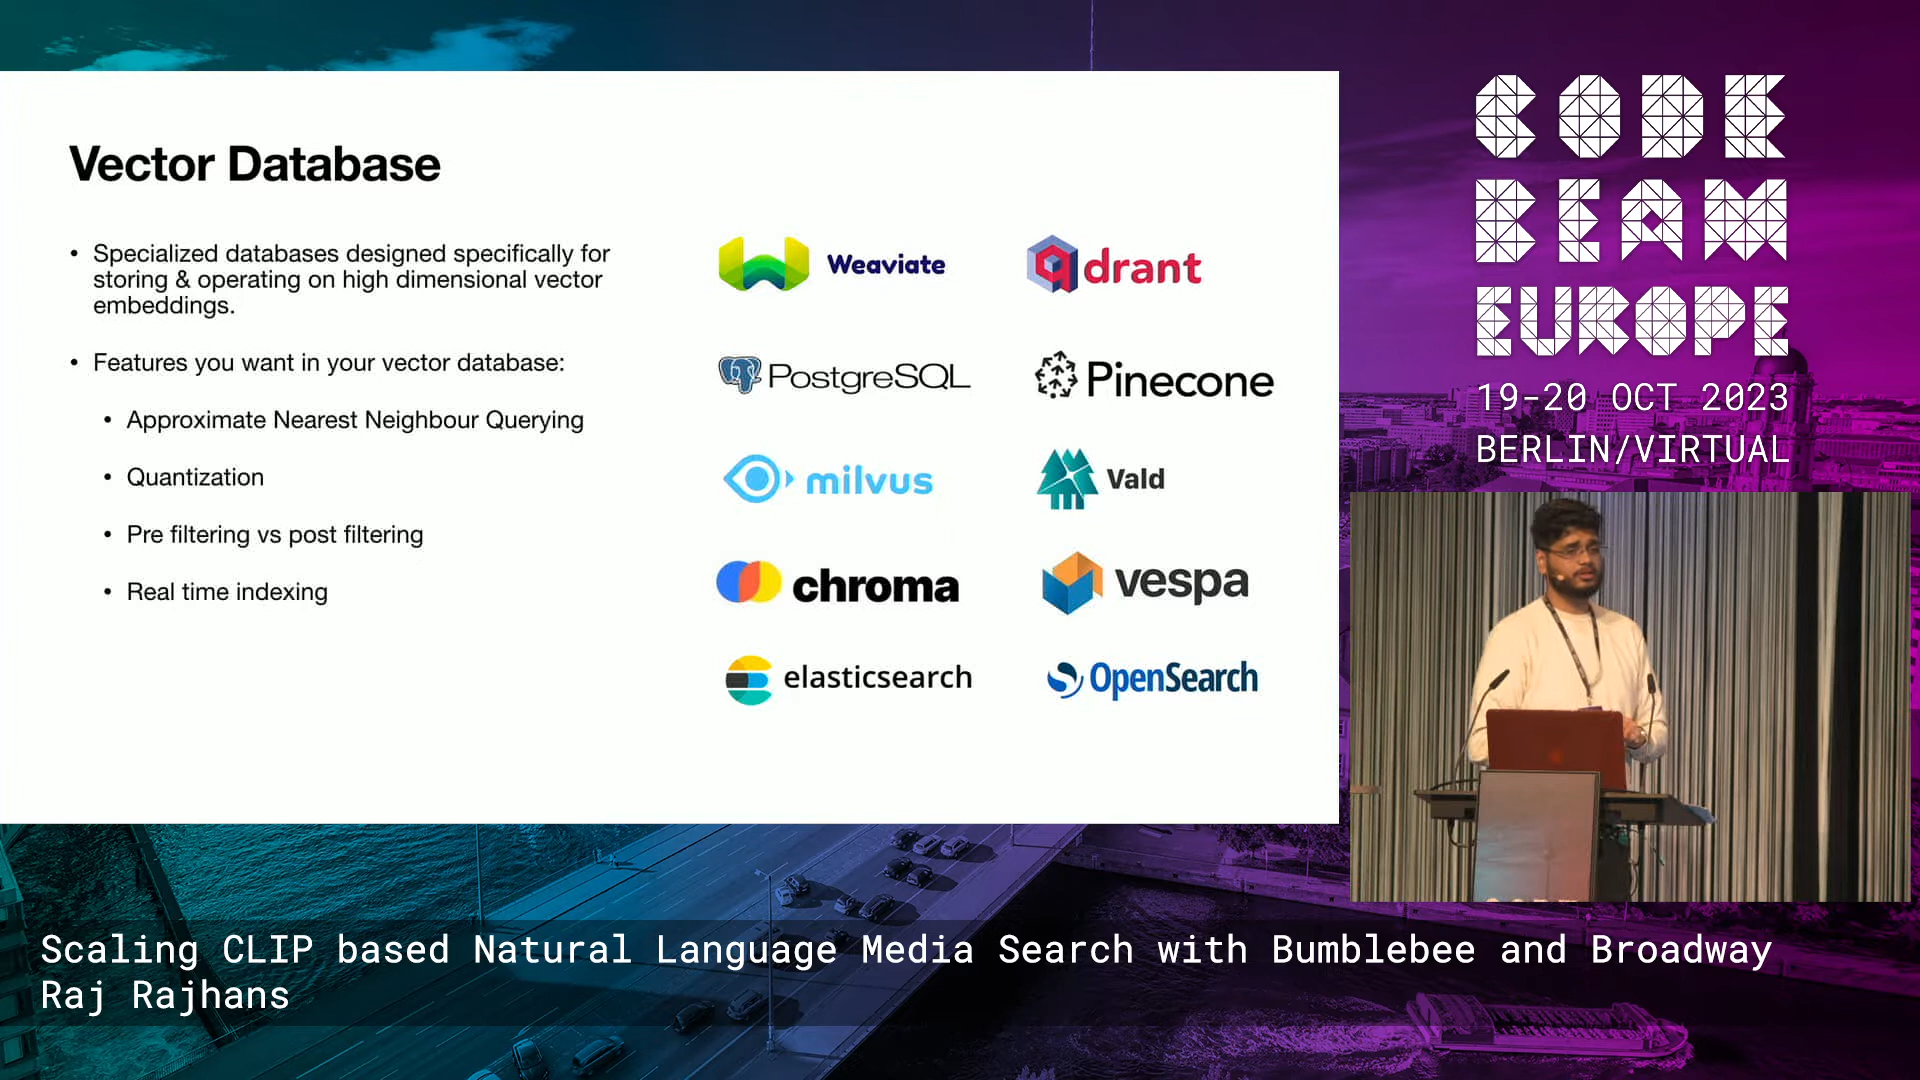 Vector Database
• Specialized databases designed specifically for
storing & operating on high dimensional vector
embeddings.
• Features you want in your vector database:
• Approximate Nearest Neighbour Querying
• Quantization
• Pre filtering vs post filtering
• Real time indexing
Weaviate
qdrant
PostgreSQL
Pinecone
milvus
Vald
chroma
vespa
elasticsearch
OpenSearch
CODE
BEAM
EUROPE
19-20 OCT 2023
BERLIN/VIRTUAL
Scaling CLIP based Natural Language Media Search with Bumblebee and Broadway
Raj Rajhans